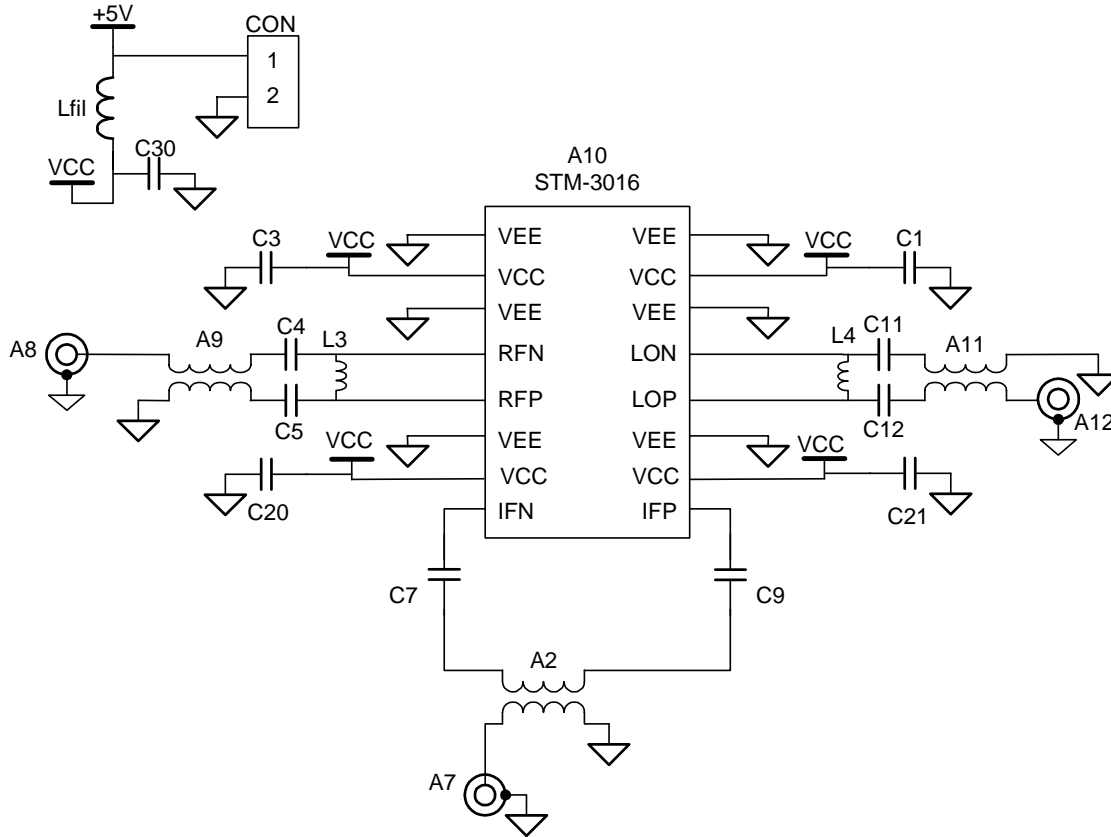 +5V
CON
1
2
Lfil
C30
VCC
A10
STM-3016
VEE
VEE
C3
VCC
VCC
C1
VCC
VCC
VEE
VEE
A8
A9
C4
L3
RFN
LON
L4
C11
A11
RFP
LOP
C5
C12
A12
VCC
VEE
VEE
VCC
VCC
VCC
C20
C21
IFN
IFP
C7
C9
A2
A7